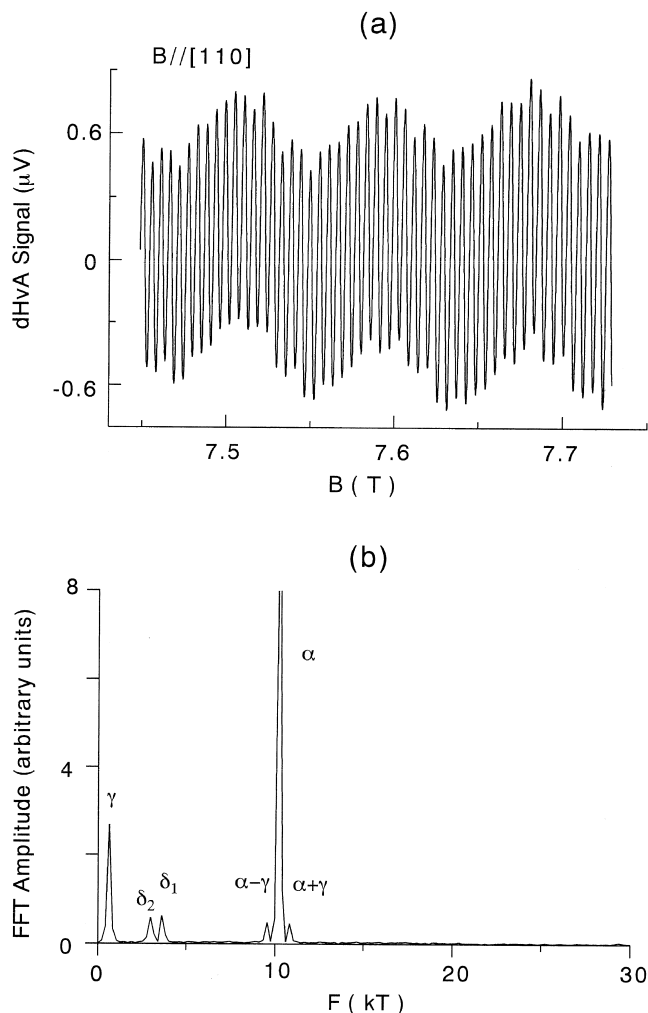 (a)
B//[110]
dHvA Signal (μV)
0.6
0
-0.6
7.5 7.6 7.7
B ( T )
(b)
FFT Amplitude (arbitrary units)
8
4
0
γ
δ2
δ1
α
α−γ
α+γ
0 10 20 30
F ( kT )